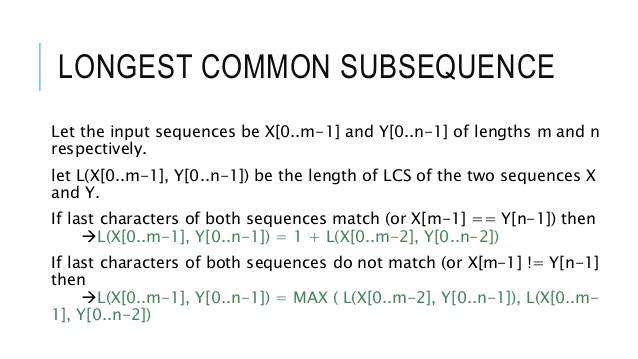 LONGEST COMMON SUBSEQUENCE
Let the input sequences be X[0..m-1] and Y[0..n-1] of lengths m and n
respectively.
let L(X[0..m-1], Y[0..n-1]) be the length of LCS of the two sequences X
and Y.
If last characters of both sequences match (or X[m-1] == Y[n-1]) then
→L(X[0..m-1], Y[0..n-1]) = 1 + L(X[0..m-2], Y[0..n-2])
If last characters of both sequences do not match (or X[m-1] != Y[n-1]
then
→L(X[0..m-1], Y[0..n-1]) = MAX ( L(X[0..m-2], Y[0..n-1]), L(X[0..m-
1], Y[0..n-2])